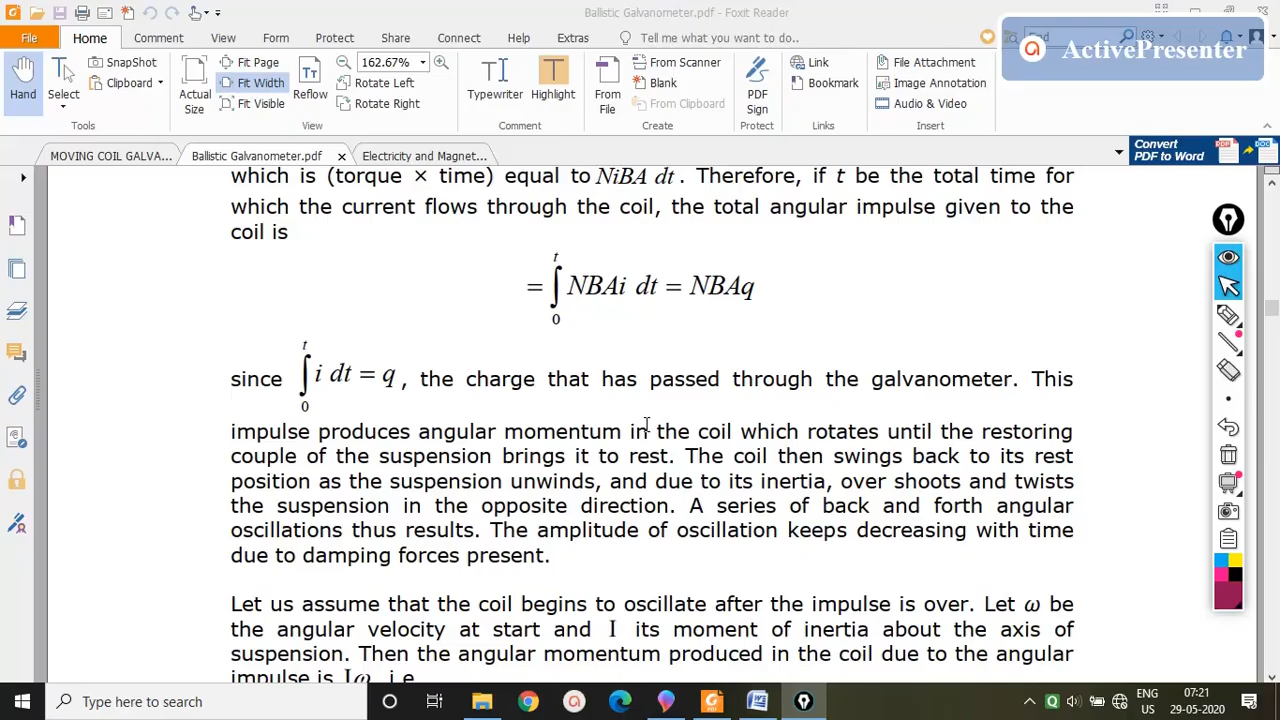 Ballistic Galvanometer.pdf - Foxit Reader
File Home Comment View Form Protect Share Connect Help Extras Tell me what you want to do..
ActivePresenter
Hand
Select
SnapShot
Clipboard
Tools
Actual Size
Fit Page
Fit Width
Fit Visible
Reflow
162.67%
Rotate Left
Rotate Right
View
Typewriter
Highlight
Comment
From File
From Scanner
Blank
From Clipboard
Create
PDF Sign
Protect
Link
Bookmark
Links
File Attachment
Image Annotation
Audio & Video
Insert
MOVING COIL GALVA... Ballistic Galvanometer.pdf Electricity and Magnet...
Convert
PDF to Word
which is (torque × time) equal to NiBA dt. Therefore, if t be the total time for
which the current flows through the coil, the total angular impulse given to the
coil is
= ∫₀ᵗ NBAi dt = NBAq
since ∫₀ᵗ i dt = q, the charge that has passed through the galvanometer. This
impulse produces angular momentum in the coil which rotates until the restoring
couple of the suspension brings it to rest. The coil then swings back to its rest
position as the suspension unwinds, and due to its inertia, over shoots and twists
the suspension in the opposite direction. A series of back and forth angular
oscillations thus results. The amplitude of oscillation keeps decreasing with time
due to damping forces present.
Let us assume that the coil begins to oscillate after the impulse is over. Let ω be
the angular velocity at start and I its moment of inertia about the axis of
suspension. Then the angular momentum produced in the coil due to the angular
impulse is Iω, i.e
Type here to search
ENG
US
07:21
29-05-2020